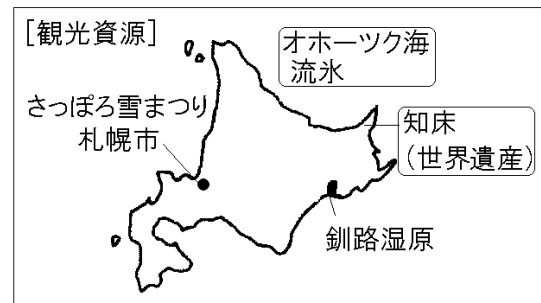 [観光資源]
オホーツク海
流氷
さっぽろ雪まつり
札幌市
知床
(世界遺産)
釧路湿原